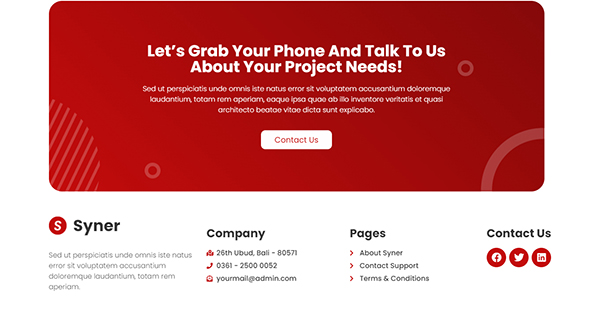 Let's Grab Your Phone And Talk To Us
About Your Project Needs!
Sed ut perspiciatis unde omnis iste natus error sit voluptatem accusantium doloremque
laudantium, totam rem aperiam, eaque ipsa quae ab illo inventore veritatis et quasi
architecto beatae vitae dicta sunt explicabo.
Contact Us
S Syner
Sed ut perspiciatis unde omnis iste natus
error sit voluptatem accusantium
doloremque laudantium, totam rem
aperiam.
Company
26th Ubud, Bali - 80571
0361 - 2500 0052
yourmail@admin.com
Pages
About Syner
Contact Support
Terms & Conditions
Contact Us